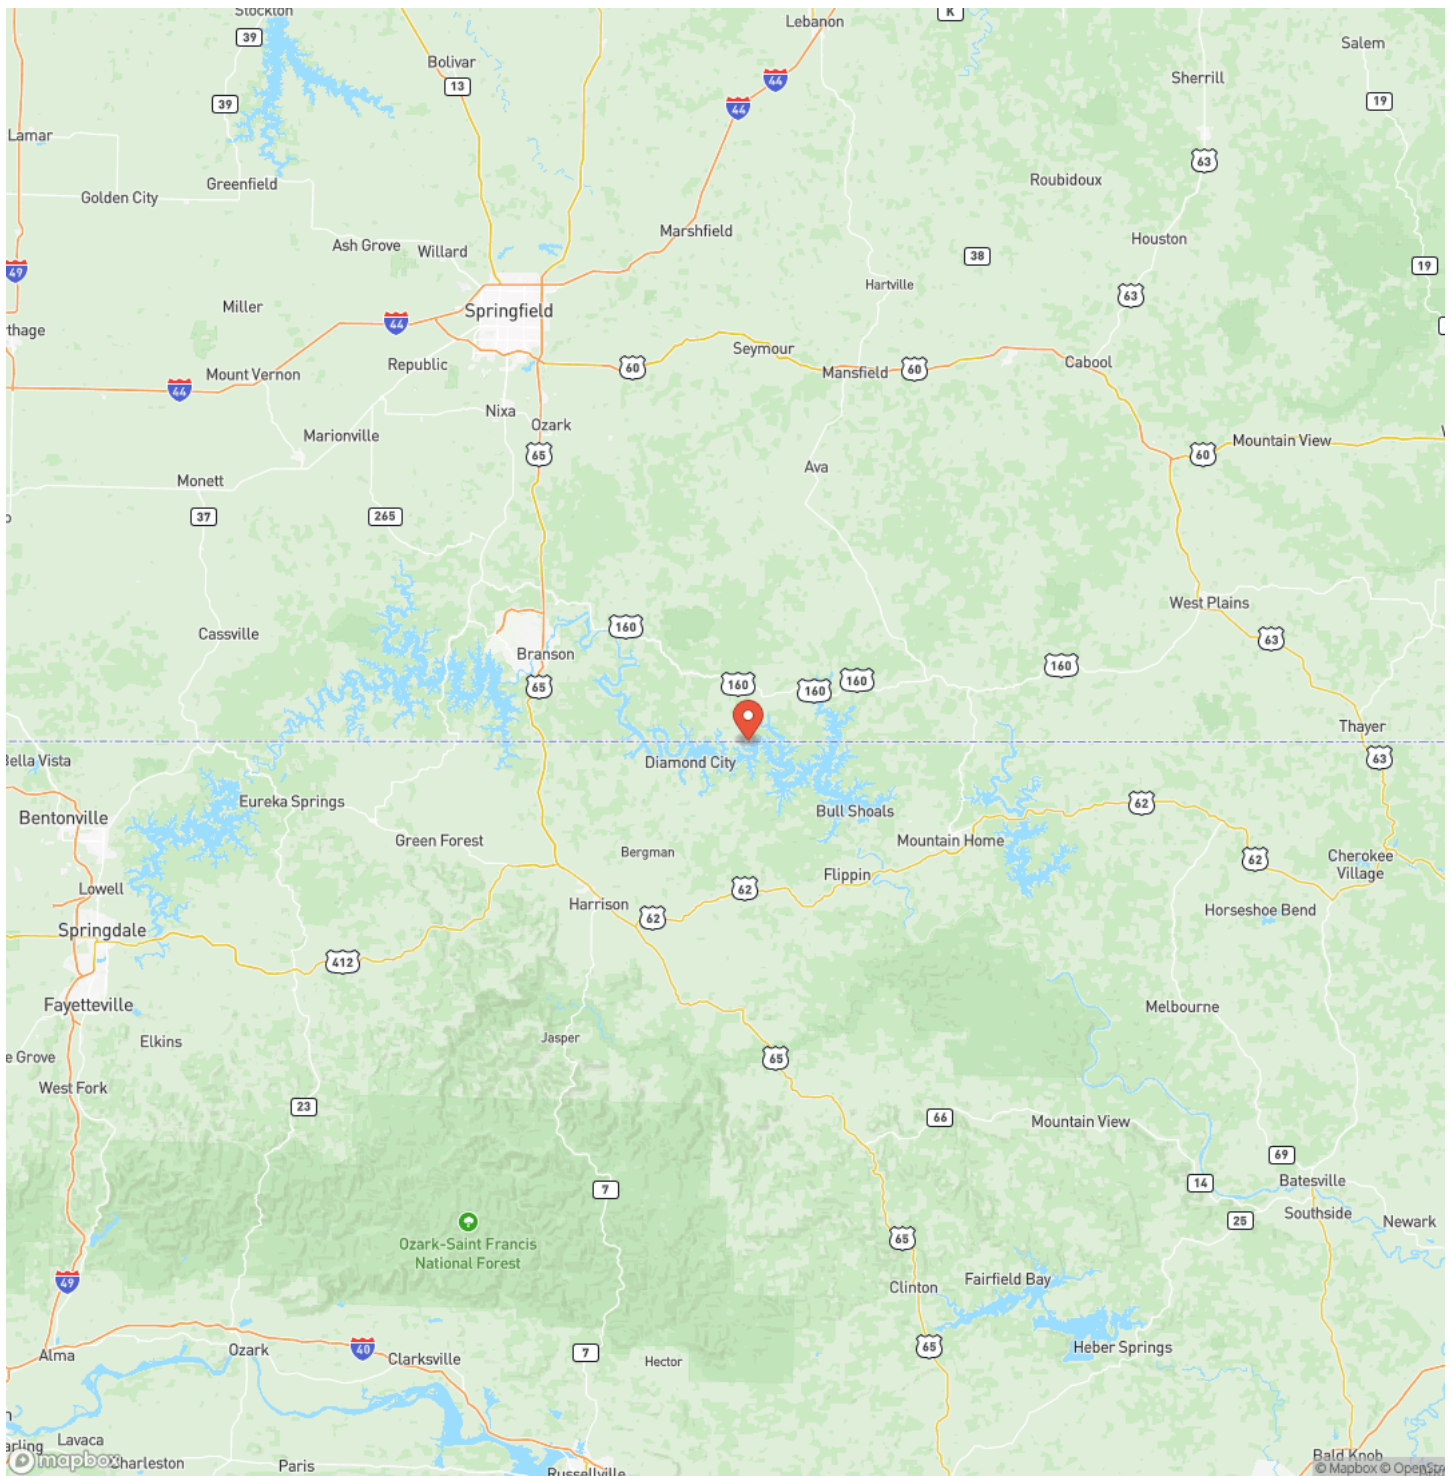 Stockton
K
Lebanon
39
Salem
Bolivar
Sherrill
13
44
44
39
19
Lamar
63
Roubidoux
Greenfield
Golden City
Marshfield
Houston
Ash Grove
Willard
38
19
49
Hartville
63
Miller
Springfield
44
thage
Seymour
Cabool
Republic
60
Mansfield
60
Mount Vernon
44
Nixa
Ozark
Marionville
Mountain View
65
60
Ava
Monett
37
265
West Plains
160
Cassville
63
Branson
160
65
160
160
160
Thayer
Bella Vista
Diamond City
63
Eureka Springs
62
Bull Shoals
Bentonville
Green Forest
Mountain Home
Bergman
62
Cherokee
Village
Flippin
Lowell
62
Harrison
62
Horseshoe Bend
Springdale
412
Fayetteville
Melbourne
Elkins
Jasper
e Grove
65
West Fork
23
66
Mountain View
69
7
14
Batesville
Southside
25
Newark
Ozark-Saint Francis
National Forest
65
49
Clinton
Fairfield Bay
65
Heber Springs
40
Ozark
Alma
Clarksville
7
Hector
arling
Lavaca
mapbox
Charleston
Paris
Russellville
Bald Knob
© Mapbox © OpenStre